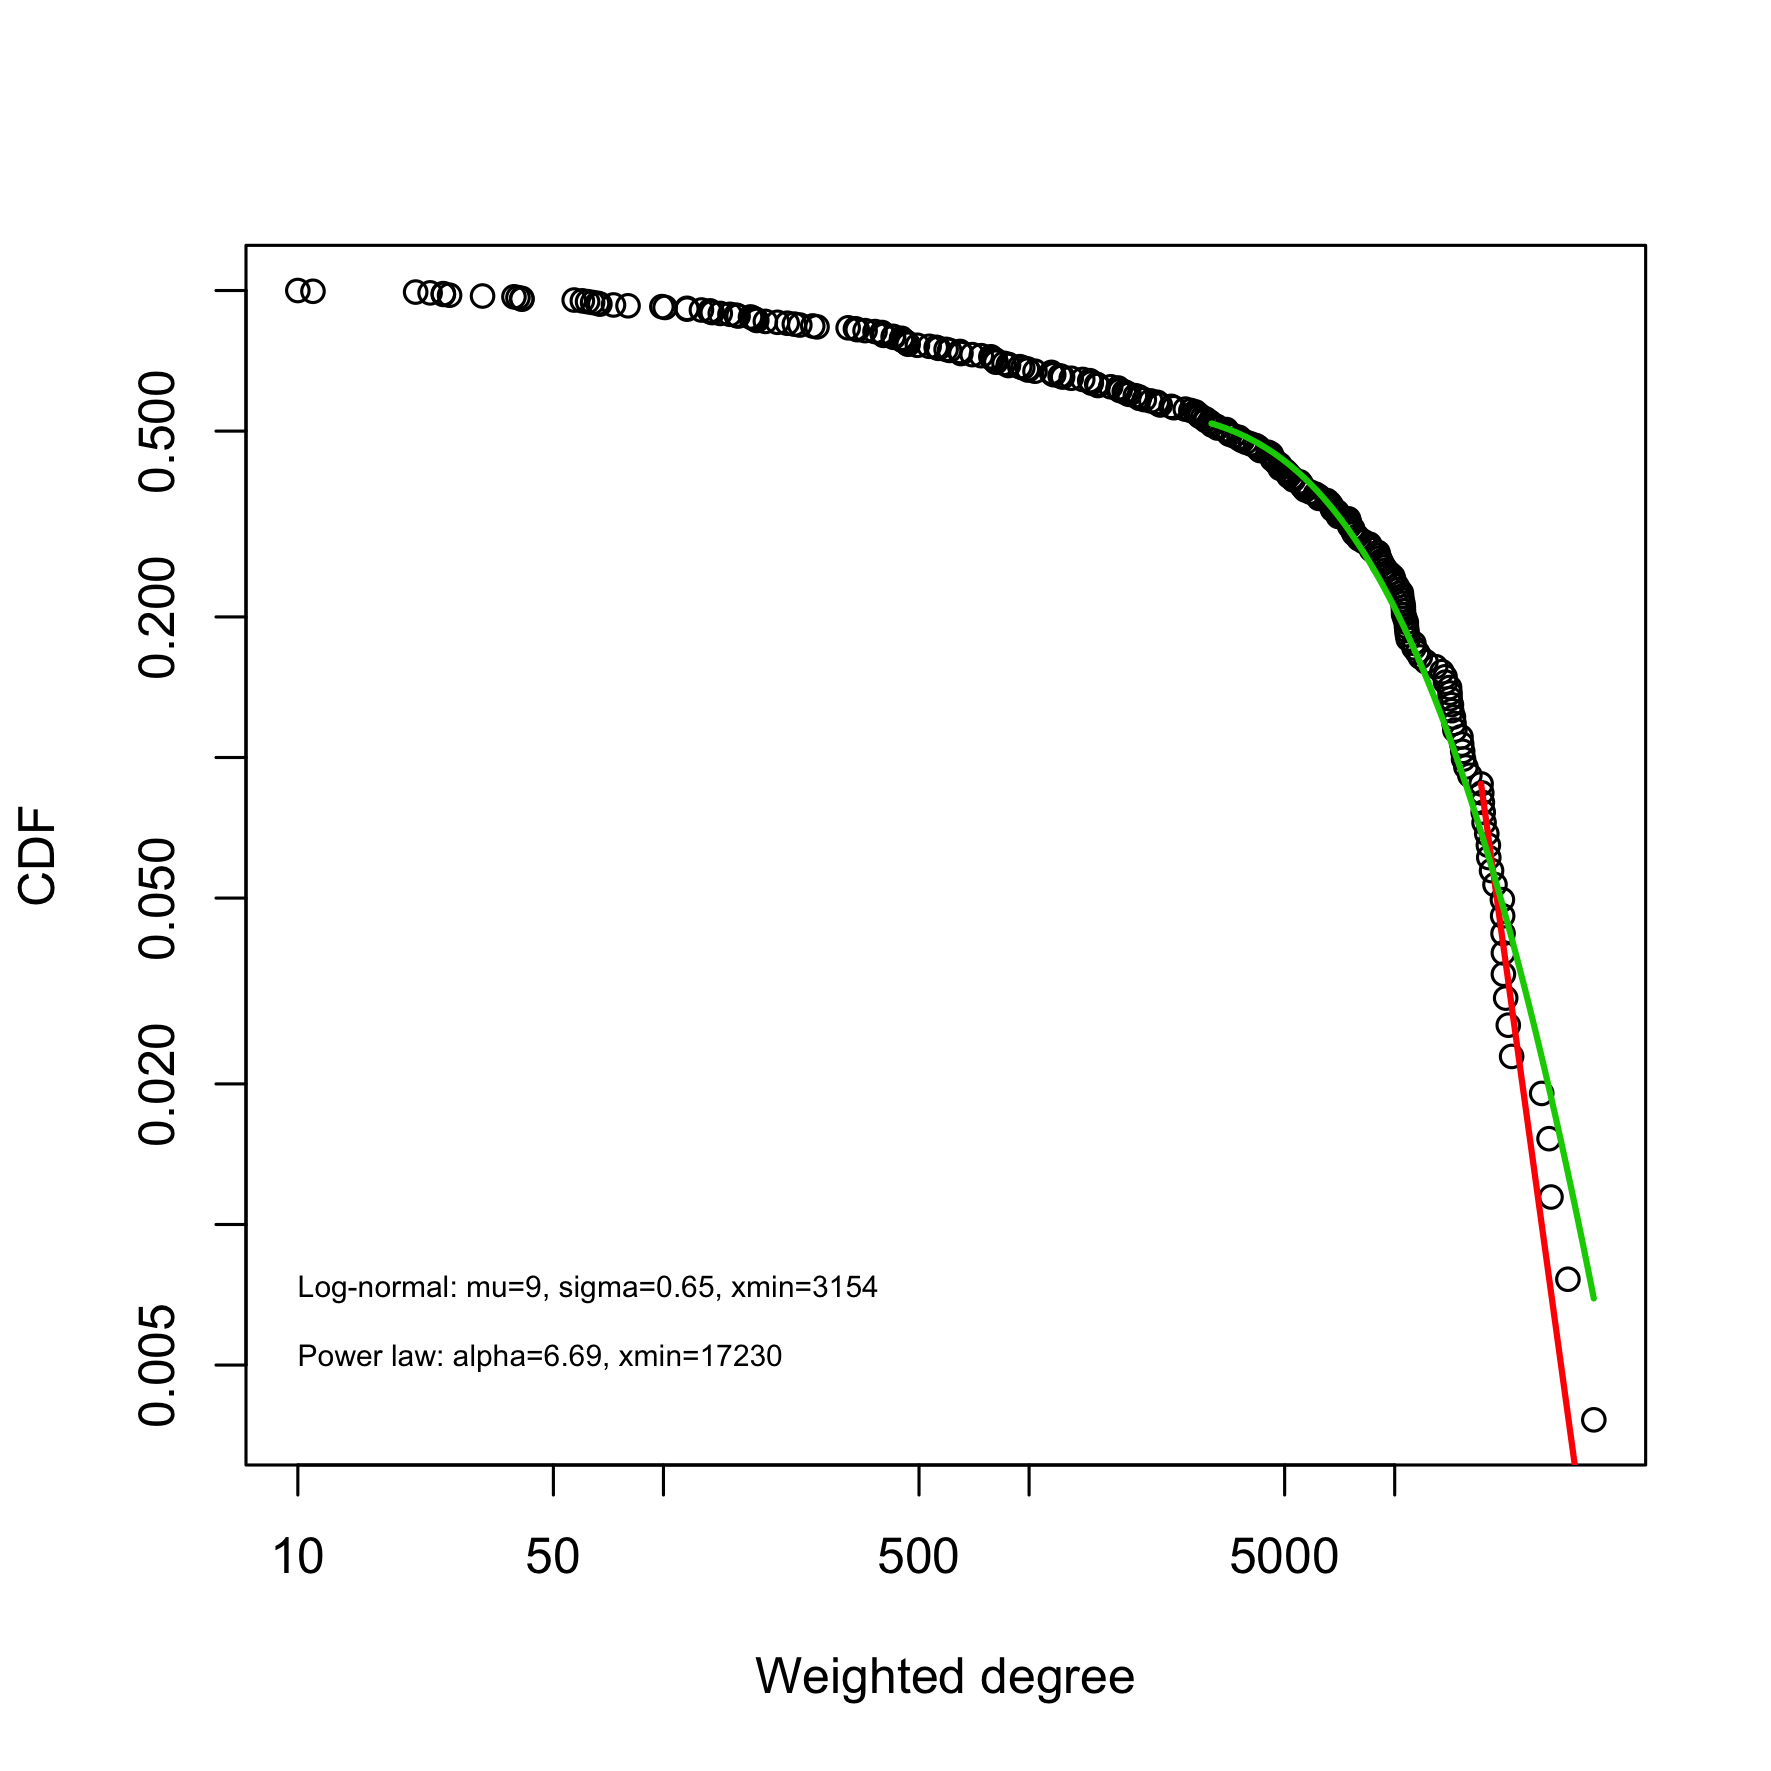 0.500
0.200
0.050
0.020
0.005
CDF
Log-normal: mu=9, sigma=0.65, xmin=3154
Power law: alpha=6.69, xmin=17230
10 50 500 5000
Weighted degree